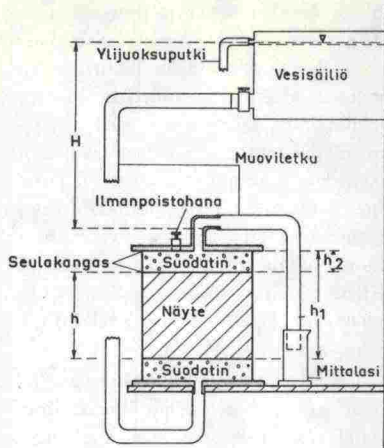 Ylijuoksuputki
Vesisäiliö
H
Muoviletku
Ilmanpoistohana
Seulakangas
Suodatin
h2
Näyte
h
h1
Suodatin
Mittalasi